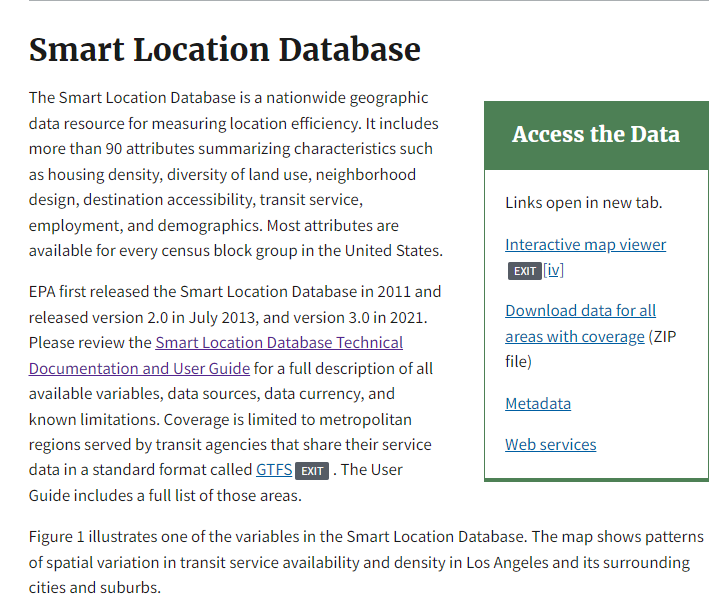 Smart Location Database
The Smart Location Database is a nationwide geographic
data resource for measuring location efficiency. It includes
more than 90 attributes summarizing characteristics such
as housing density, diversity of land use, neighborhood
design, destination accessibility, transit service,
employment, and demographics. Most attributes are
available for every census block group in the United States.
EPA first released the Smart Location Database in 2011 and
released version 2.0 in July 2013, and version 3.0 in 2021.
Please review the Smart Location Database Technical
Documentation and User Guide for a full description of all
available variables, data sources, data currency, and
known limitations. Coverage is limited to metropolitan
regions served by transit agencies that share their service
data in a standard format called GTFS EXIT . The User
Guide includes a full list of those areas.
Access the Data
Links open in new tab.
Interactive map viewer
EXIT [iv]
Download data for all
areas with coverage (ZIP
file)
Metadata
Web services
Figure 1 illustrates one of the variables in the Smart Location Database. The map shows patterns
of spatial variation in transit service availability and density in Los Angeles and its surrounding
cities and suburbs.